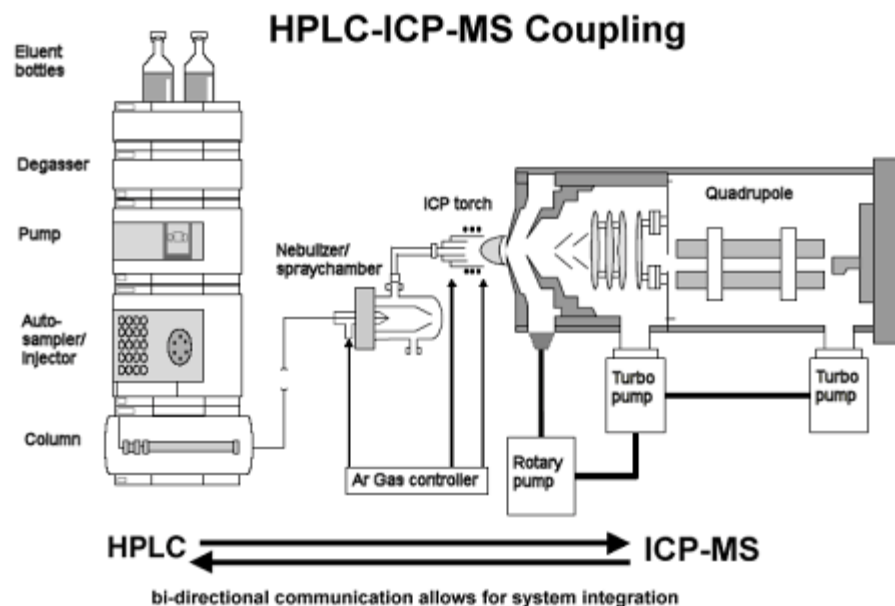 HPLC-ICP-MS Coupling
Eluent
bottles
Degasser
Pump
Auto-
sampler/
injector
Column
Nebulizer/
spraychamber
ICP torch
Quadrupole
Turbo
pump
Turbo
pump
Rotary
pump
Ar Gas controller
HPLC
ICP-MS
bi-directional communication allows for system integration